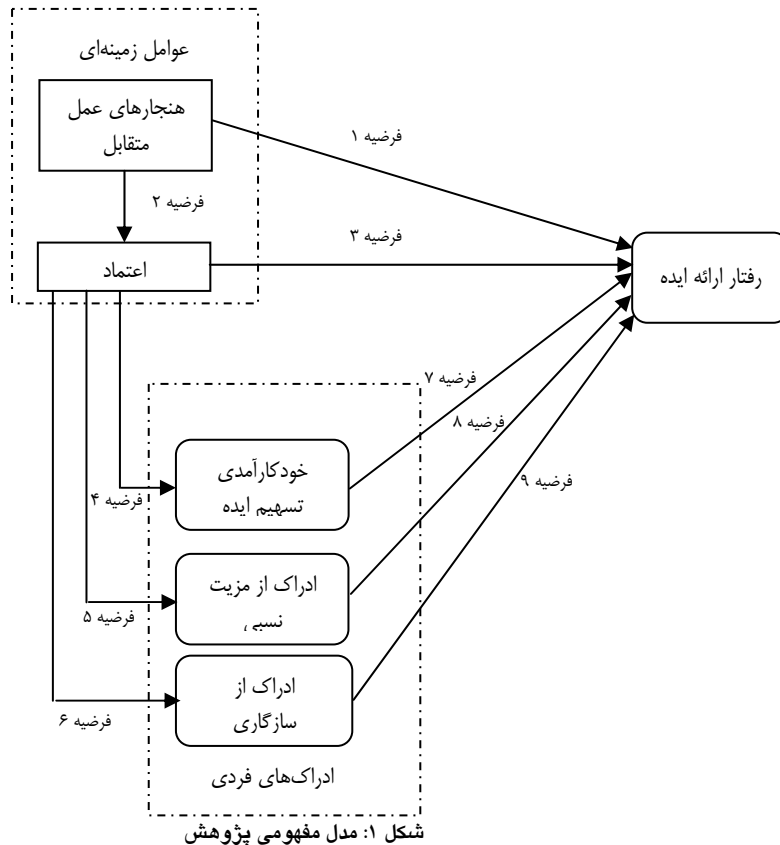 عوامل زمینه‌ای
هنجارهای عمل
متقابل
فرضیه ۱
فرضیه ۲
فرضیه ۳
اعتماد
رفتار ارائه ایده
فرضیه ۷
فرضیه ۸
فرضیه ۹
خودکارآمدی
تسهیم ایده
فرضیه ۴
ادراک از مزیت
نسبی
فرضیه ۵
ادراک از
سازگاری
فرضیه ۶
ادراک‌های فردی
شکل ۱: مدل مفهومی پژوهش